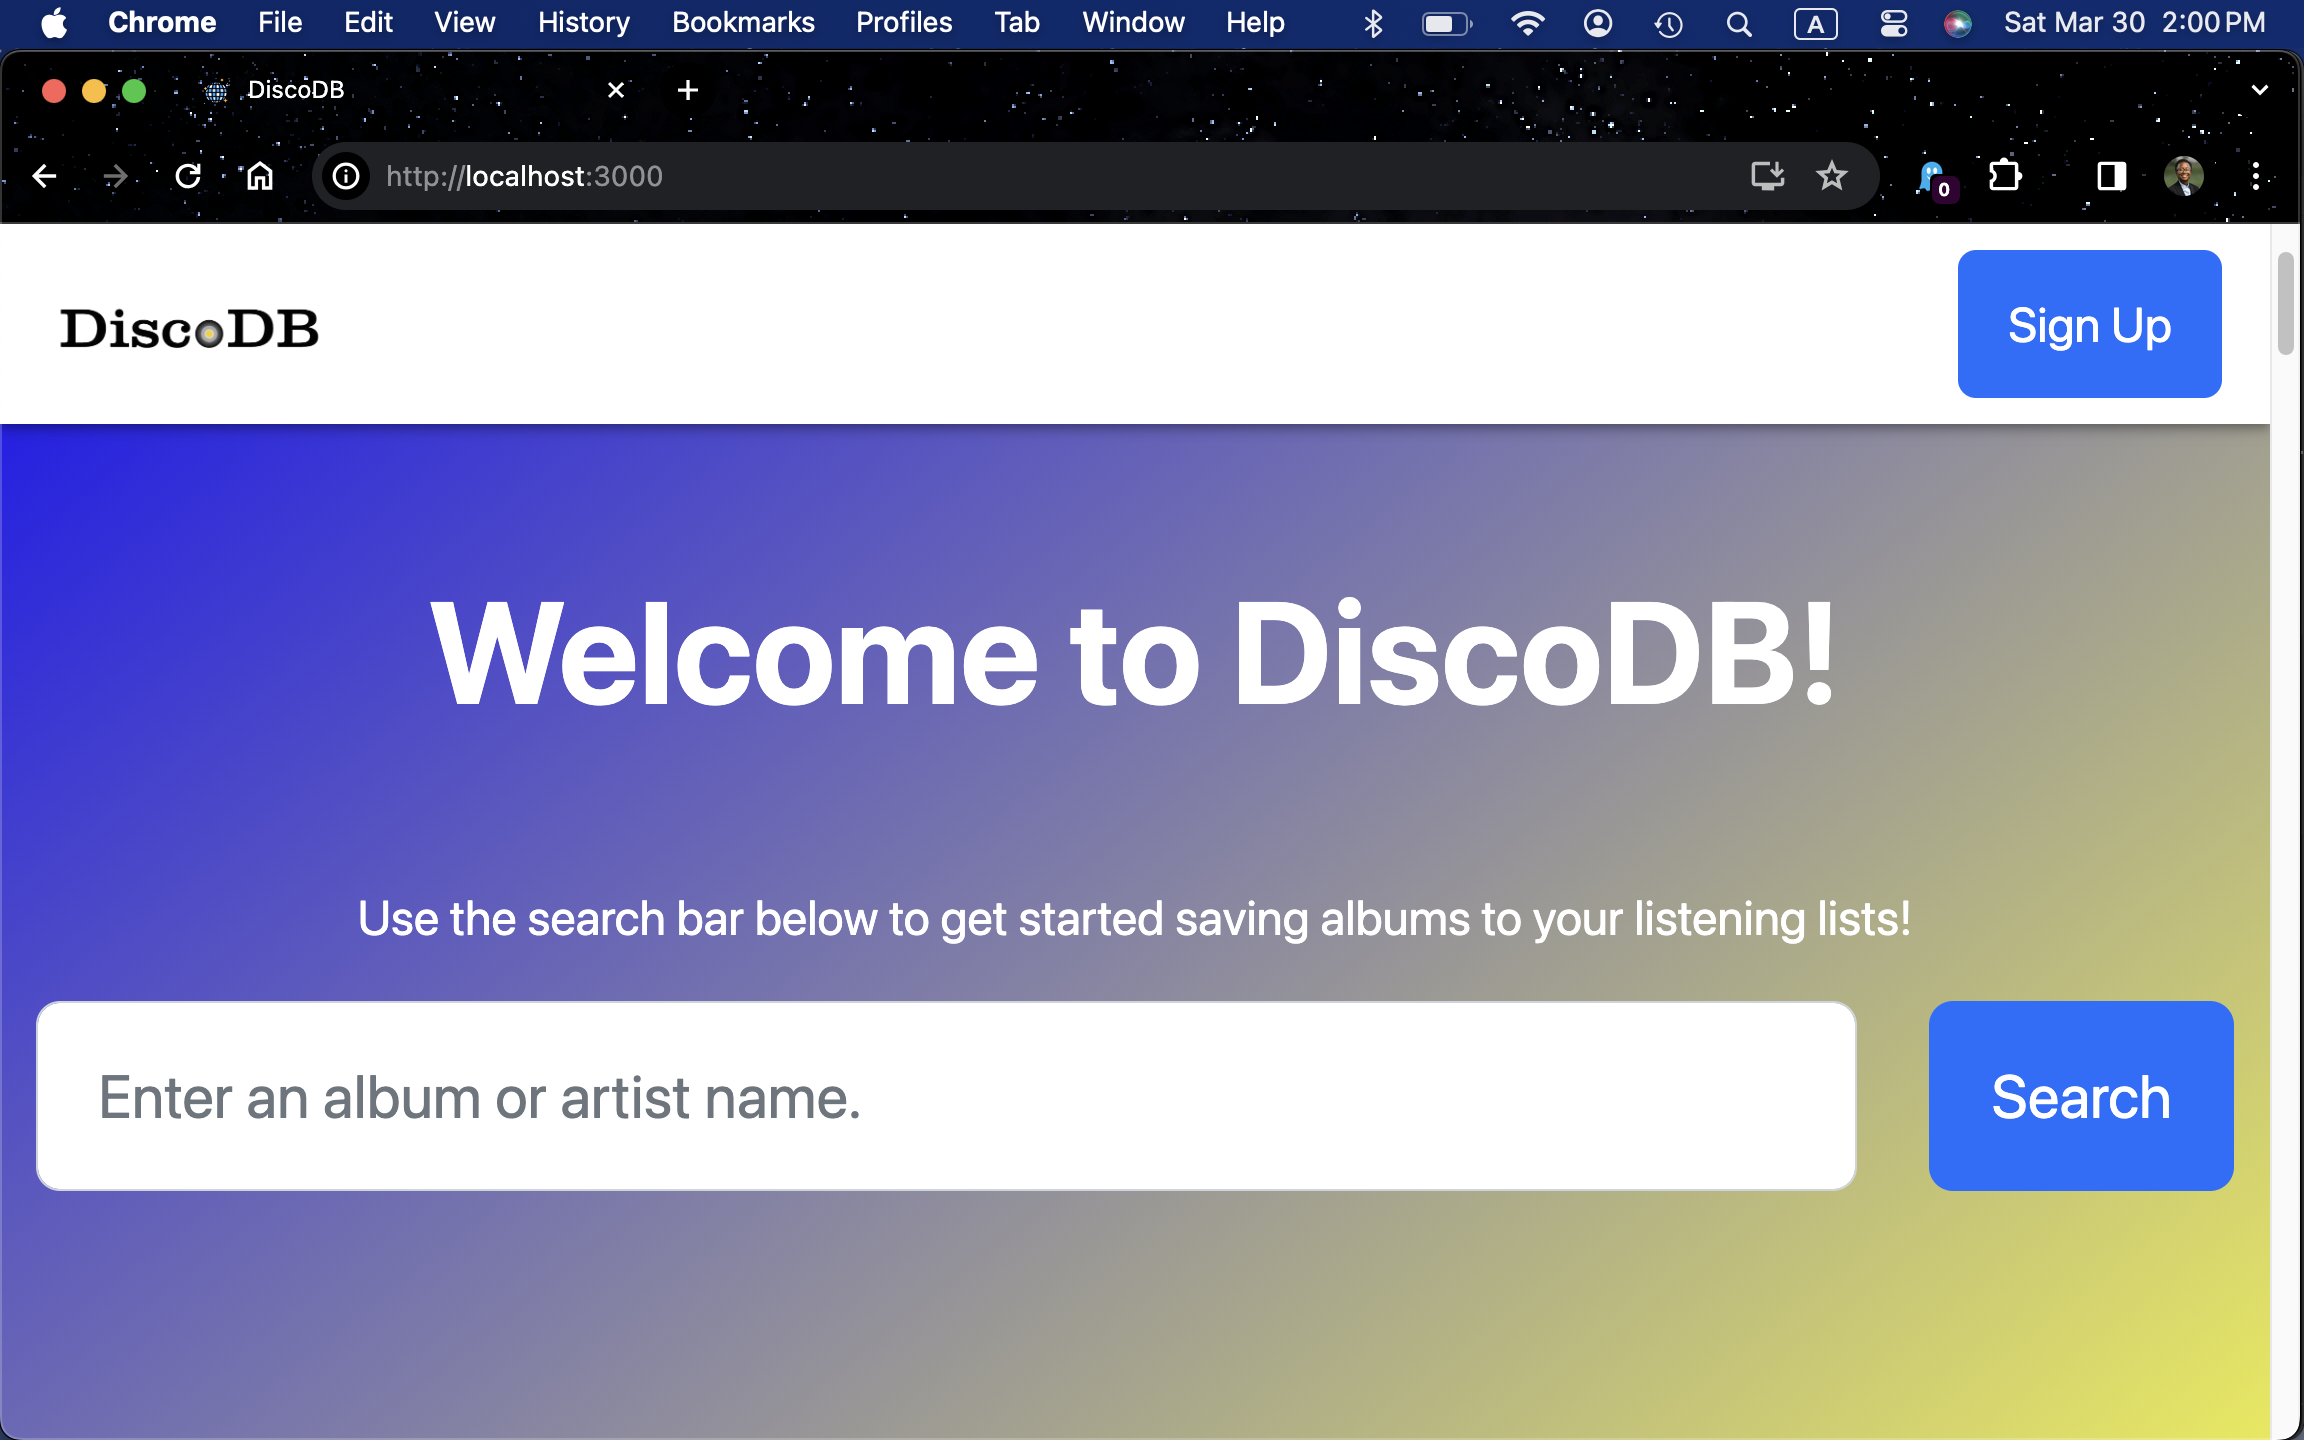 Chrome File Edit View History Bookmarks Profiles Tab Window Help A Sat Mar 30 2:00 PM
DiscoDB
http://localhost:3000 0
DiscoDB Sign Up
Welcome to DiscoDB!
Use the search bar below to get started saving albums to your listening lists!
Enter an album or artist name. Search